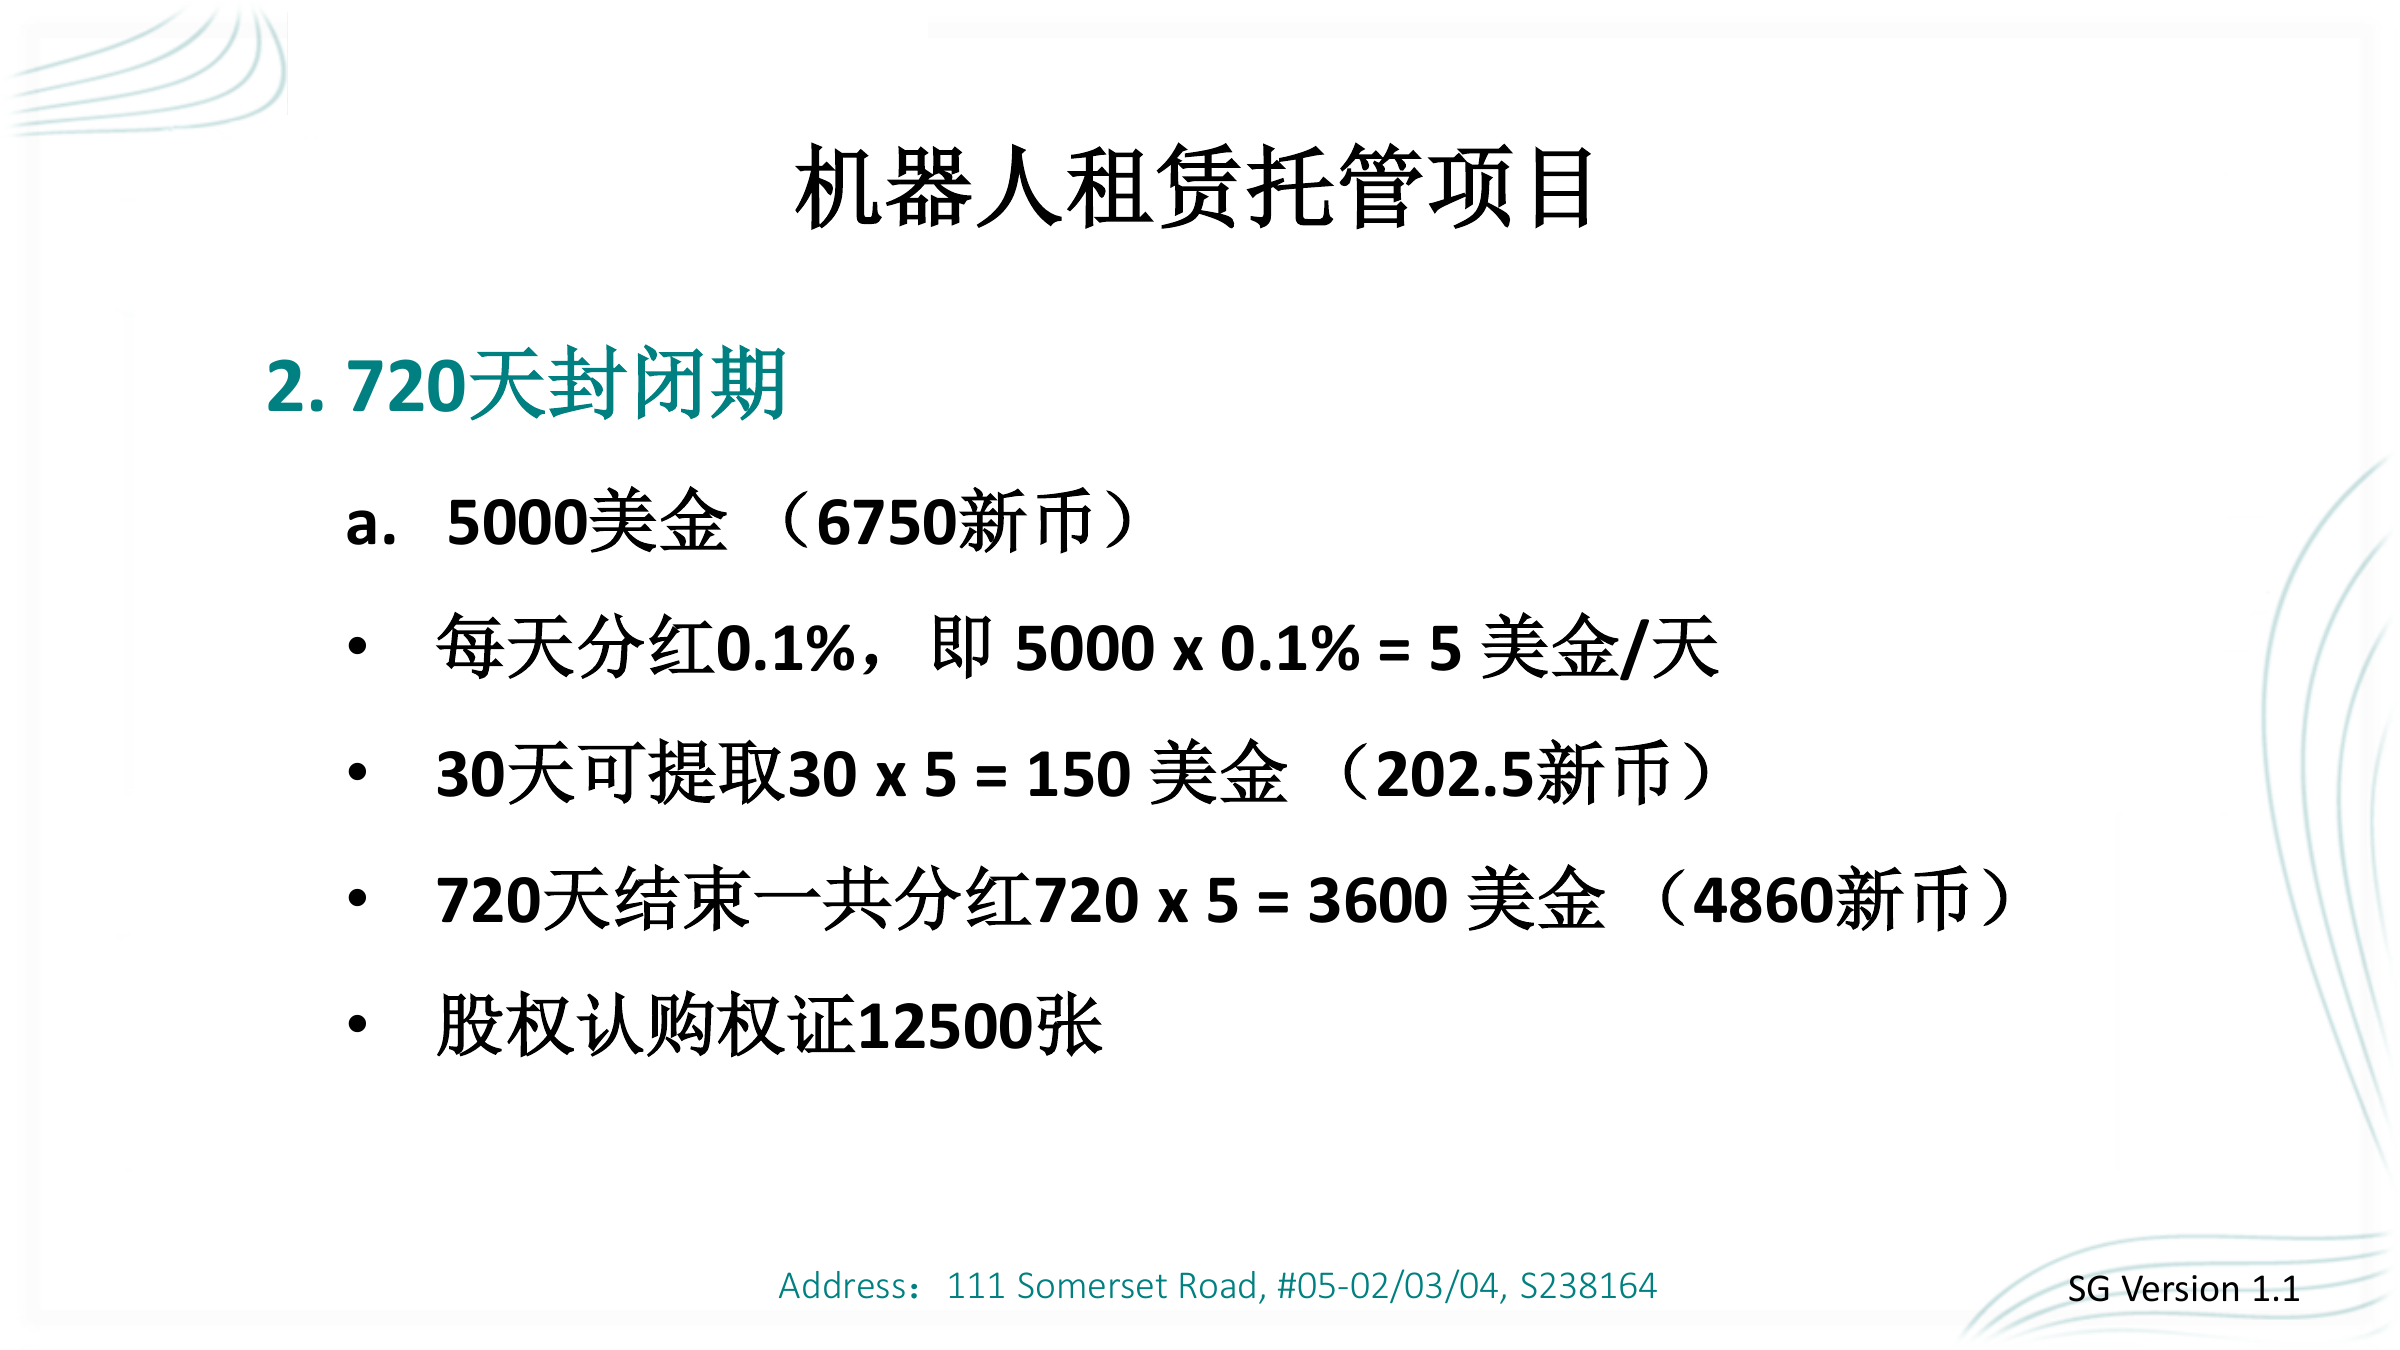 机器人租赁托管项目
2. 720天封闭期
a. 5000美金 （6750新币）
• 每天分红0.1%， 即 5000 x 0.1% = 5 美金/天
• 30天可提取30 x 5 = 150 美金 （202.5新币）
• 720天结束一共分红720 x 5 = 3600 美金 （4860新币）
• 股权认购权证12500张
Address： 111 Somerset Road, #05-02/03/04, S238164
SG Version 1.1